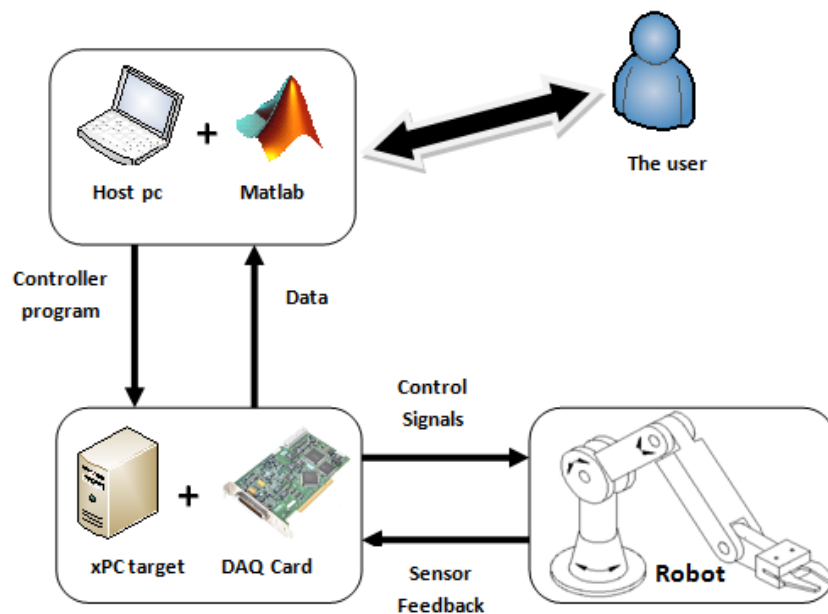 Host pc
+
Matlab
The user
Controller
program
Data
Control
Signals
xPC target
+
DAQ Card
Sensor
Feedback
Robot